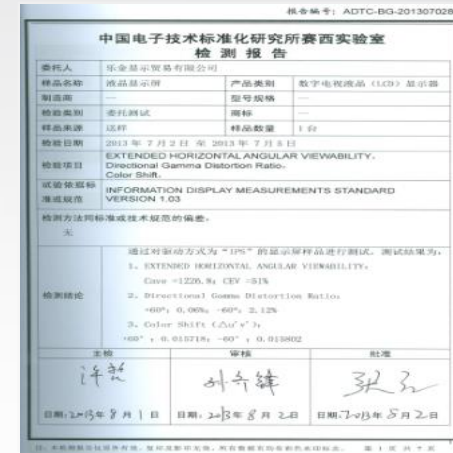 报告编号: ADTC-BG-201307028
中国电子技术标准化研究所赛西实验室
检 测 报 告
委托人 乐金显示贸易有限公司
样品名称 液晶显示屏 产品类别 数字电视液晶（LCD）显示器
制造商 — 型号规格 —
检验类别 委托测试 商标 —
样品来源 送样 样品数量 1 台
检验日期 2013 年 7 月 2 日 至 2013 年 7 月 5 日
检验项目 EXTENDED HORIZONTAL ANGULAR VIEWABILITY、
Directional Gamma Distortion Ratio、
Color Shift、
试验依据标准或规范 INFORMATION DISPLAY MEASUREMENTS STANDARD
VERSION 1.03
检测方法同标准或技术规范的偏差、
无
检测结论 通过对驱动方式为“IPS”的显示屏样品进行测试，测试结果为:
1、EXTENDED HORIZONTAL ANGULAR VIEWABILITY:
Cave =1226.8; CEV =51%
2、Directional Gamma Distortion Ratio:
+60°: 0.06%、-60°: 2.12%
3、Color Shift (△u'v'):
+60°: 0.015718、-60°: 0.015802
主检 审核 批准
日期:2013年 8 月 1 日 日期: 2013年 8 月 2 日 日期:2013年 8 月 2 日
第 1 页 共 7 页